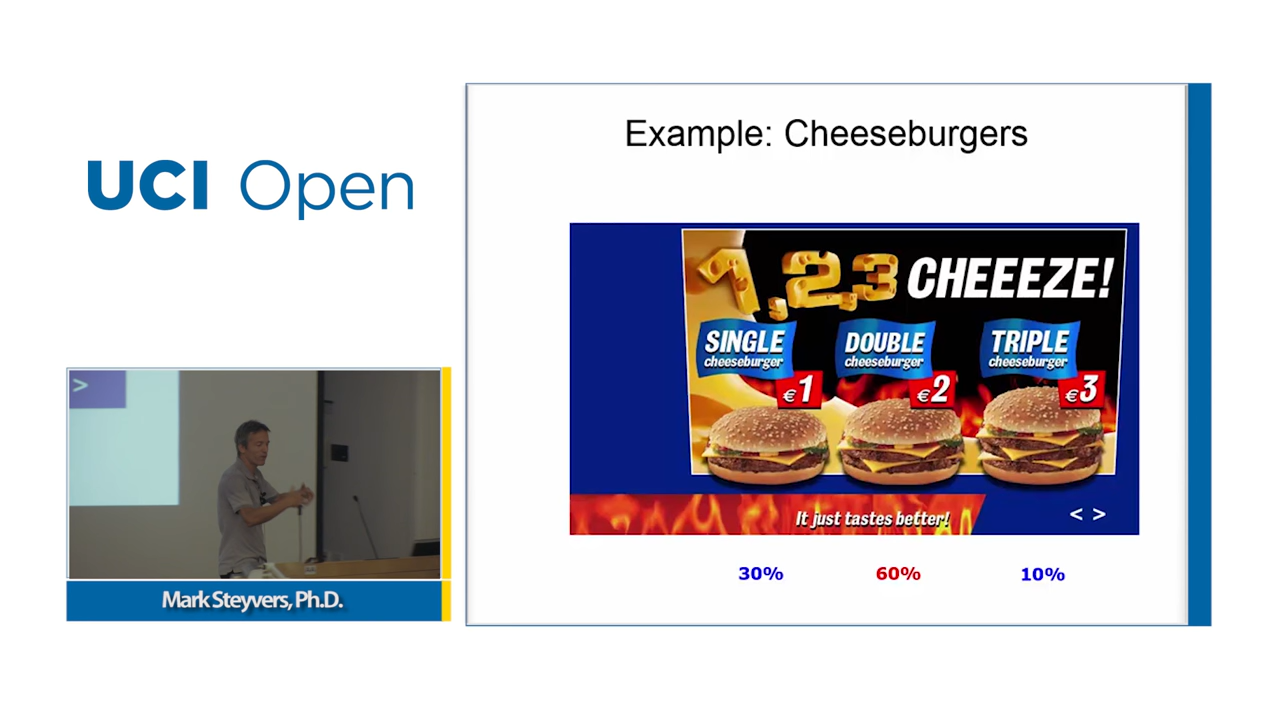 UCI Open
>
Mark Steyvers, Ph.D.
Example: Cheeseburgers
1,2,3 CHEEEZE!
SINGLE
cheeseburger
€1
DOUBLE
cheeseburger
€2
TRIPLE
cheeseburger
€3
It just tastes better!
< >
30% 60% 10%